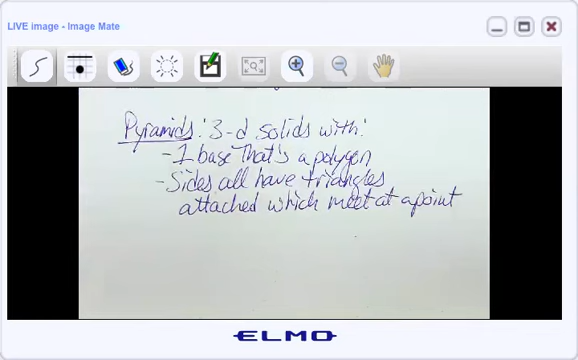 LIVE image - Image Mate
Pyramids: 3-d solids with:
- 1 base that's a polygon
- Sides all have triangles
attached which meet at a point
ELMO